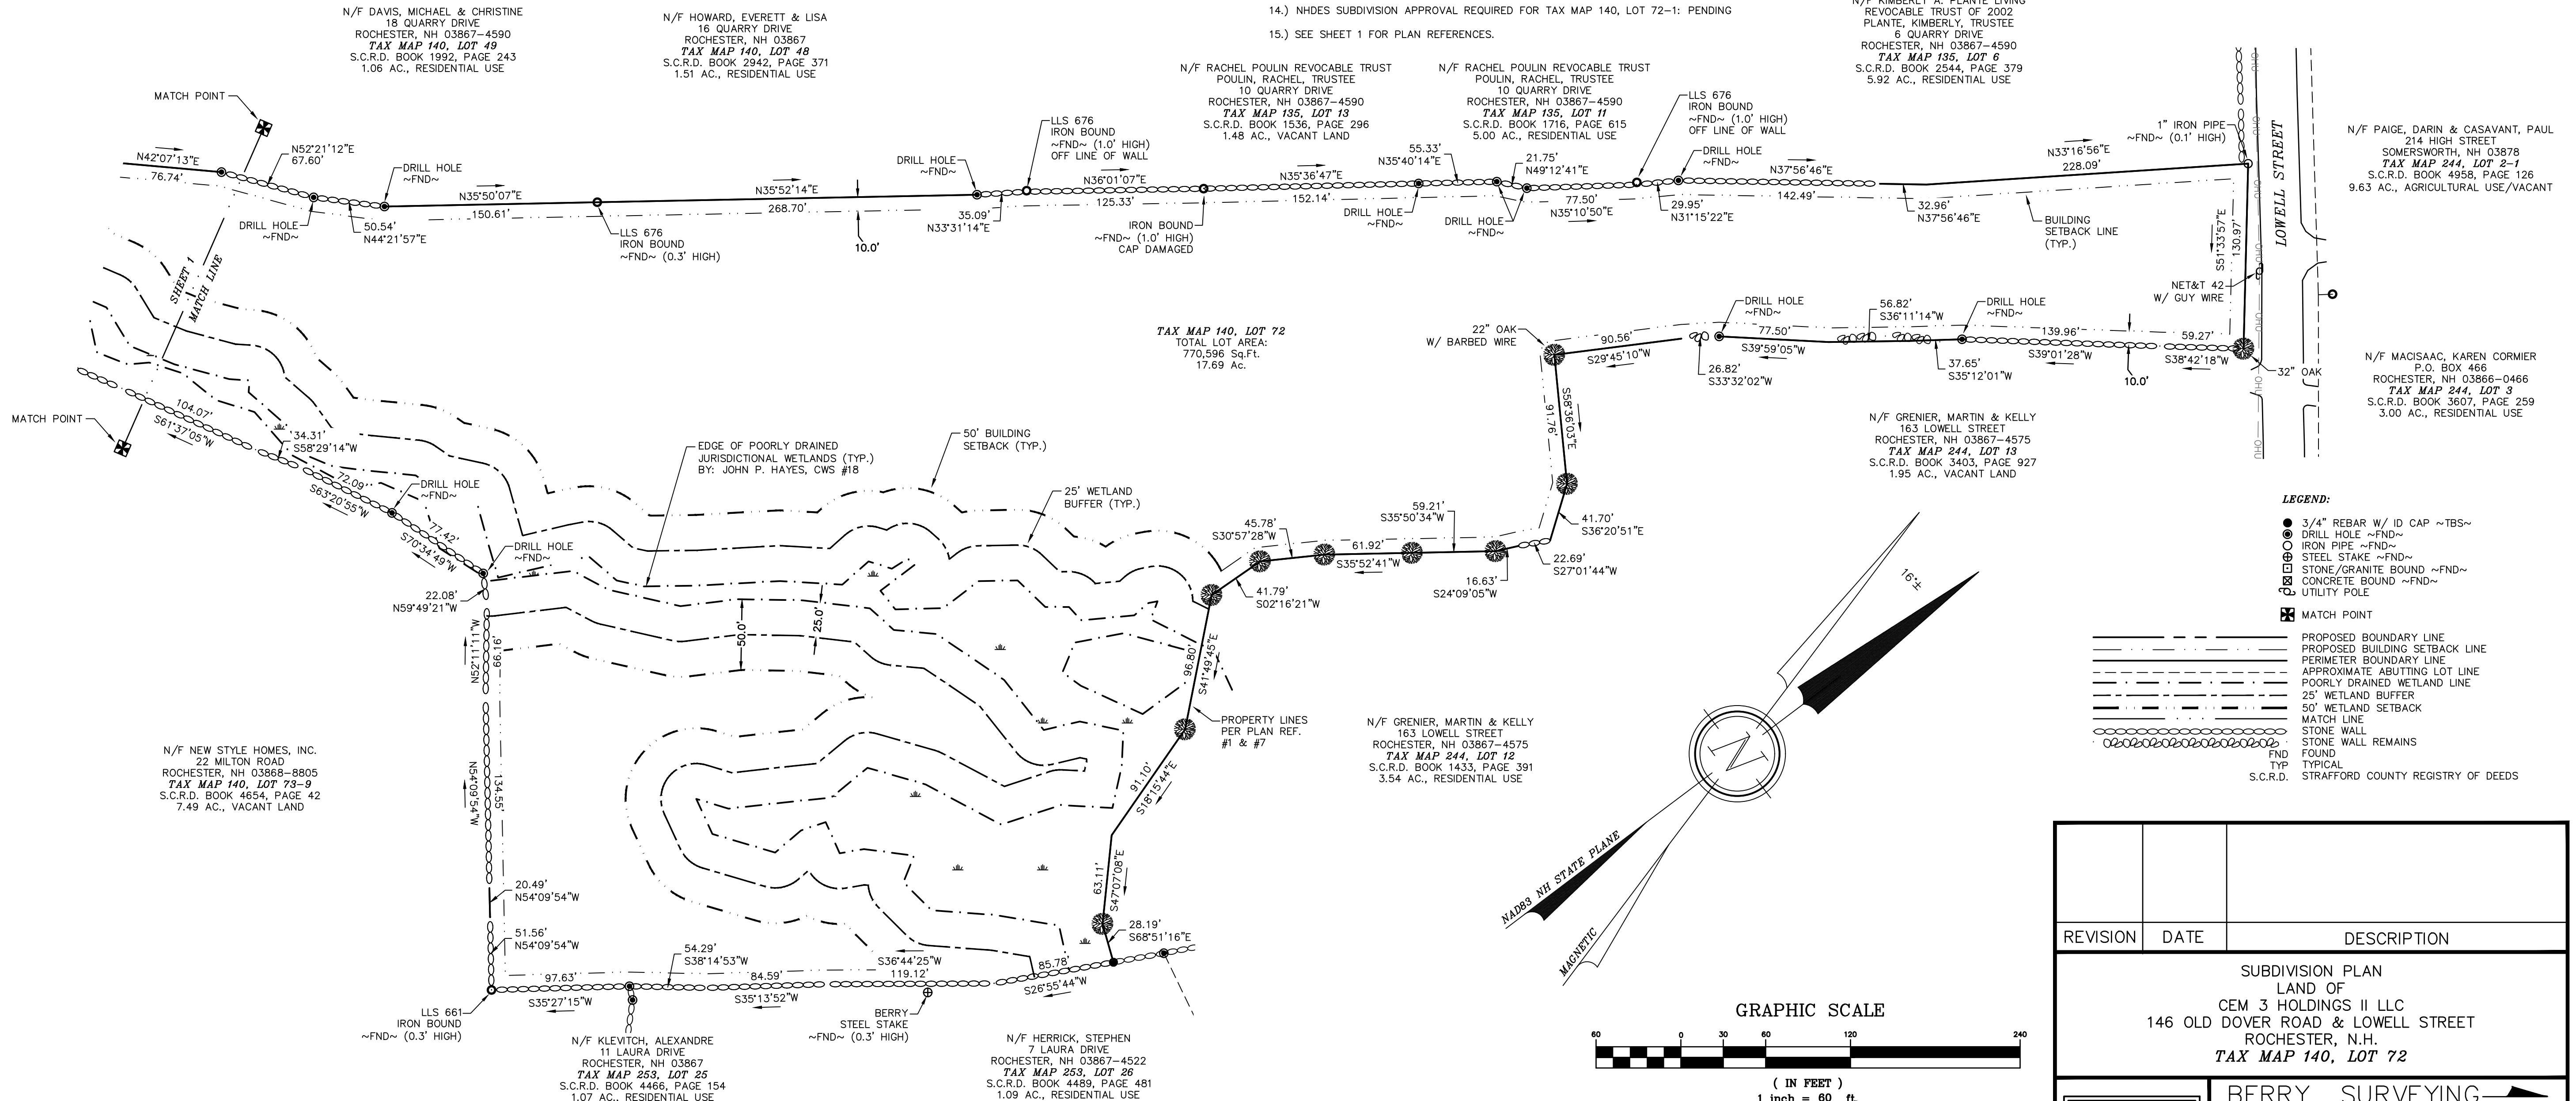 N/F DAVIS, MICHAEL & CHRISTINE
18 QUARRY DRIVE
ROCHESTER, NH 03867-4590
TAX MAP 140, LOT 49
S.C.R.D. BOOK 1992, PAGE 243
1.06 AC., RESIDENTIAL USE
N/F HOWARD, EVERETT & LISA
16 QUARRY DRIVE
ROCHESTER, NH 03867
TAX MAP 140, LOT 48
S.C.R.D. BOOK 2942, PAGE 371
1.51 AC., RESIDENTIAL USE
14.) NHDES SUBDIVISION APPROVAL REQUIRED FOR TAX MAP 140, LOT 72-1: PENDING
15.) SEE SHEET 1 FOR PLAN REFERENCES.
N/F RACHEL POULIN REVOCABLE TRUST
POULIN, RACHEL, TRUSTEE
10 QUARRY DRIVE
ROCHESTER, NH 03867-4590
TAX MAP 135, LOT 13
S.C.R.D. BOOK 1536, PAGE 296
1.48 AC., VACANT LAND
N/F RACHEL POULIN REVOCABLE TRUST
POULIN, RACHEL, TRUSTEE
10 QUARRY DRIVE
ROCHESTER, NH 03867-4590
TAX MAP 135, LOT 11
S.C.R.D. BOOK 1716, PAGE 615
5.00 AC., RESIDENTIAL USE
N/F KIMBERLY A. PLANTE LIVING
REVOCABLE TRUST OF 2002
PLANTE, KIMBERLY, TRUSTEE
6 QUARRY DRIVE
ROCHESTER, NH 03867-4590
TAX MAP 135, LOT 6
S.C.R.D. BOOK 2544, PAGE 379
5.92 AC., RESIDENTIAL USE
N/F PAIGE, DARIN & CASAVANT, PAUL
214 HIGH STREET
SOMERSWORTH, NH 03878
TAX MAP 244, LOT 2-1
S.C.R.D. BOOK 4958, PAGE 126
9.63 AC., AGRICULTURAL USE/VACANT
MATCH POINT
N42°07'13"E
76.74'
N52°21'12"E
67.60'
DRILL HOLE
~FND~
DRILL HOLE
~FND~
50.54'
N44°21'57"E
N35°50'07"E
150.61'
LLS 676
IRON BOUND
~FND~ (0.3' HIGH)
N35°52'14"E
268.70'
10.0'
DRILL HOLE
~FND~
LLS 676
IRON BOUND
~FND~ (1.0' HIGH)
OFF LINE OF WALL
35.09'
N33°31'14"E
N36°01'07"E
125.33'
IRON BOUND
~FND~ (1.0' HIGH)
CAP DAMAGED
N35°36'47"E
152.14'
55.33'
N35°40'14"E
DRILL HOLE
~FND~
21.75'
N49°12'41"E
DRILL HOLE
~FND~
77.50'
N35°10'50"E
LLS 676
IRON BOUND
~FND~ (1.0' HIGH)
OFF LINE OF WALL
DRILL HOLE
~FND~
29.95'
N31°15'22"E
N37°56'46"E
142.49'
32.96'
N37°56'46"E
N33°16'56"E
228.09'
BUILDING
SETBACK LINE
(TYP.)
1" IRON PIPE
~FND~ (0.1' HIGH)
S51°33'57"E
130.97'
LOWELL STREET
OHU
OHU
OHU
OHU
OHU
OHU
OHU
NET&T 42
W/ GUY WIRE
32" OAK
N/F MACISAAC, KAREN CORMIER
P.O. BOX 466
ROCHESTER, NH 03866-0466
TAX MAP 244, LOT 3
S.C.R.D. BOOK 3607, PAGE 259
3.00 AC., RESIDENTIAL USE
59.27'
S38°42'18"W
10.0'
139.96'
S39°01'28"W
DRILL HOLE
~FND~
37.65'
S35°12'01"W
56.82'
S36°11'14"W
77.50'
S39°59'05"W
DRILL HOLE
~FND~
26.82'
S33°32'02"W
90.56'
S29°45'10"W
22" OAK
W/ BARBED WIRE
S58°36'03"E
91.76'
41.70'
S36°20'51"E
22.69'
S27°01'44"W
16.63'
S24°09'05"W
59.21'
S35°50'34"W
61.92'
S35°52'41"W
45.78'
S30°57'28"W
41.79'
S02°16'21"W
96.80'
S41°49'45"E
PROPERTY LINES
PER PLAN REF.
#1 & #7
91.10'
S18°15'44"E
63.11'
S47°07'08"E
28.19'
S68°51'16"E
TAX MAP 140, LOT 72
TOTAL LOT AREA:
770,596 Sq.Ft.
17.69 Ac.
N/F GRENIER, MARTIN & KELLY
163 LOWELL STREET
ROCHESTER, NH 03867-4575
TAX MAP 244, LOT 13
S.C.R.D. BOOK 3403, PAGE 927
1.95 AC., VACANT LAND
N/F GRENIER, MARTIN & KELLY
163 LOWELL STREET
ROCHESTER, NH 03867-4575
TAX MAP 244, LOT 12
S.C.R.D. BOOK 1433, PAGE 391
3.54 AC., RESIDENTIAL USE
SHEET 1
MATCH LINE
MATCH POINT
104.07'
S61°37'05"W
34.31'
S58°29'14"W
72.09'
S63°20'55"W
DRILL HOLE
~FND~
77.42'
S70°34'49"W
DRILL HOLE
~FND~
22.08'
N59°49'21"W
N52°11'11"W
66.16'
N54°09'54"W
134.55'
20.49'
N54°09'54"W
51.56'
N54°09'54"W
EDGE OF POORLY DRAINED
JURISDICTIONAL WETLANDS (TYP.)
BY: JOHN P. HAYES, CWS #18
50' BUILDING
SETBACK (TYP.)
25' WETLAND
BUFFER (TYP.)
50.0'
25.0'
N/F NEW STYLE HOMES, INC.
22 MILTON ROAD
ROCHESTER, NH 03868-8805
TAX MAP 140, LOT 73-9
S.C.R.D. BOOK 4654, PAGE 42
7.49 AC., VACANT LAND
LLS 661
IRON BOUND
~FND~ (0.3' HIGH)
97.63'
S35°27'15"W
54.29'
S38°14'53"W
84.59'
S35°13'52"W
S36°44'25"W
119.12'
85.78'
S26°55'44"W
BERRY
STEEL STAKE
~FND~ (0.3' HIGH)
N/F KLEVITCH, ALEXANDRE
11 LAURA DRIVE
ROCHESTER, NH 03867
TAX MAP 253, LOT 25
S.C.R.D. BOOK 4466, PAGE 154
1.07 AC., RESIDENTIAL USE
N/F HERRICK, STEPHEN
7 LAURA DRIVE
ROCHESTER, NH 03867-4522
TAX MAP 253, LOT 26
S.C.R.D. BOOK 4489, PAGE 481
1.09 AC., RESIDENTIAL USE
16°±
N
NAD83 NH STATE PLANE
MAGNETIC
GRAPHIC SCALE
60 0 30 60 120 240
( IN FEET )
1 inch = 60 ft.
LEGEND:
3/4" REBAR W/ ID CAP ~TBS~
DRILL HOLE ~FND~
IRON PIPE ~FND~
STEEL STAKE ~FND~
STONE/GRANITE BOUND ~FND~
CONCRETE BOUND ~FND~
UTILITY POLE
MATCH POINT
PROPOSED BOUNDARY LINE
PROPOSED BUILDING SETBACK LINE
PERIMETER BOUNDARY LINE
APPROXIMATE ABUTTING LOT LINE
POORLY DRAINED WETLAND LINE
25' WETLAND BUFFER
50' WETLAND SETBACK
MATCH LINE
STONE WALL
STONE WALL REMAINS
FND FOUND
TYP TYPICAL
S.C.R.D. STRAFFORD COUNTY REGISTRY OF DEEDS
REVISION DATE DESCRIPTION
SUBDIVISION PLAN
LAND OF
CEM 3 HOLDINGS II LLC
146 OLD DOVER ROAD & LOWELL STREET
ROCHESTER, N.H.
TAX MAP 140, LOT 72
BERRY SURVEYING